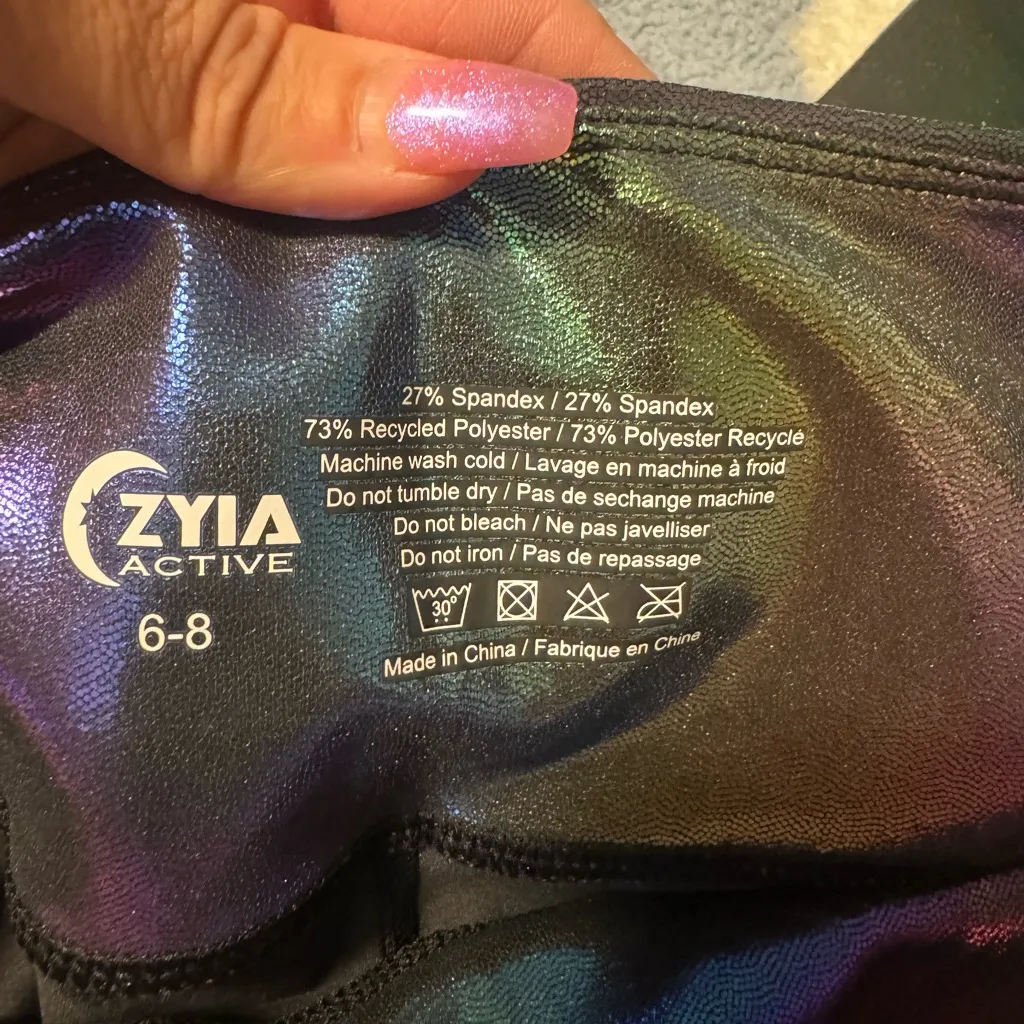 27% Spandex / 27% Spandex
73% Recycled Polyester / 73% Polyester Recyclé
Machine wash cold / Lavage en machine à froid
Do not tumble dry / Pas de sechange machine
Do not bleach / Ne pas javelliser
Do not iron / Pas de repassage
30°
Made in China / Fabrique en Chine
ZYIA
ACTIVE
6-8